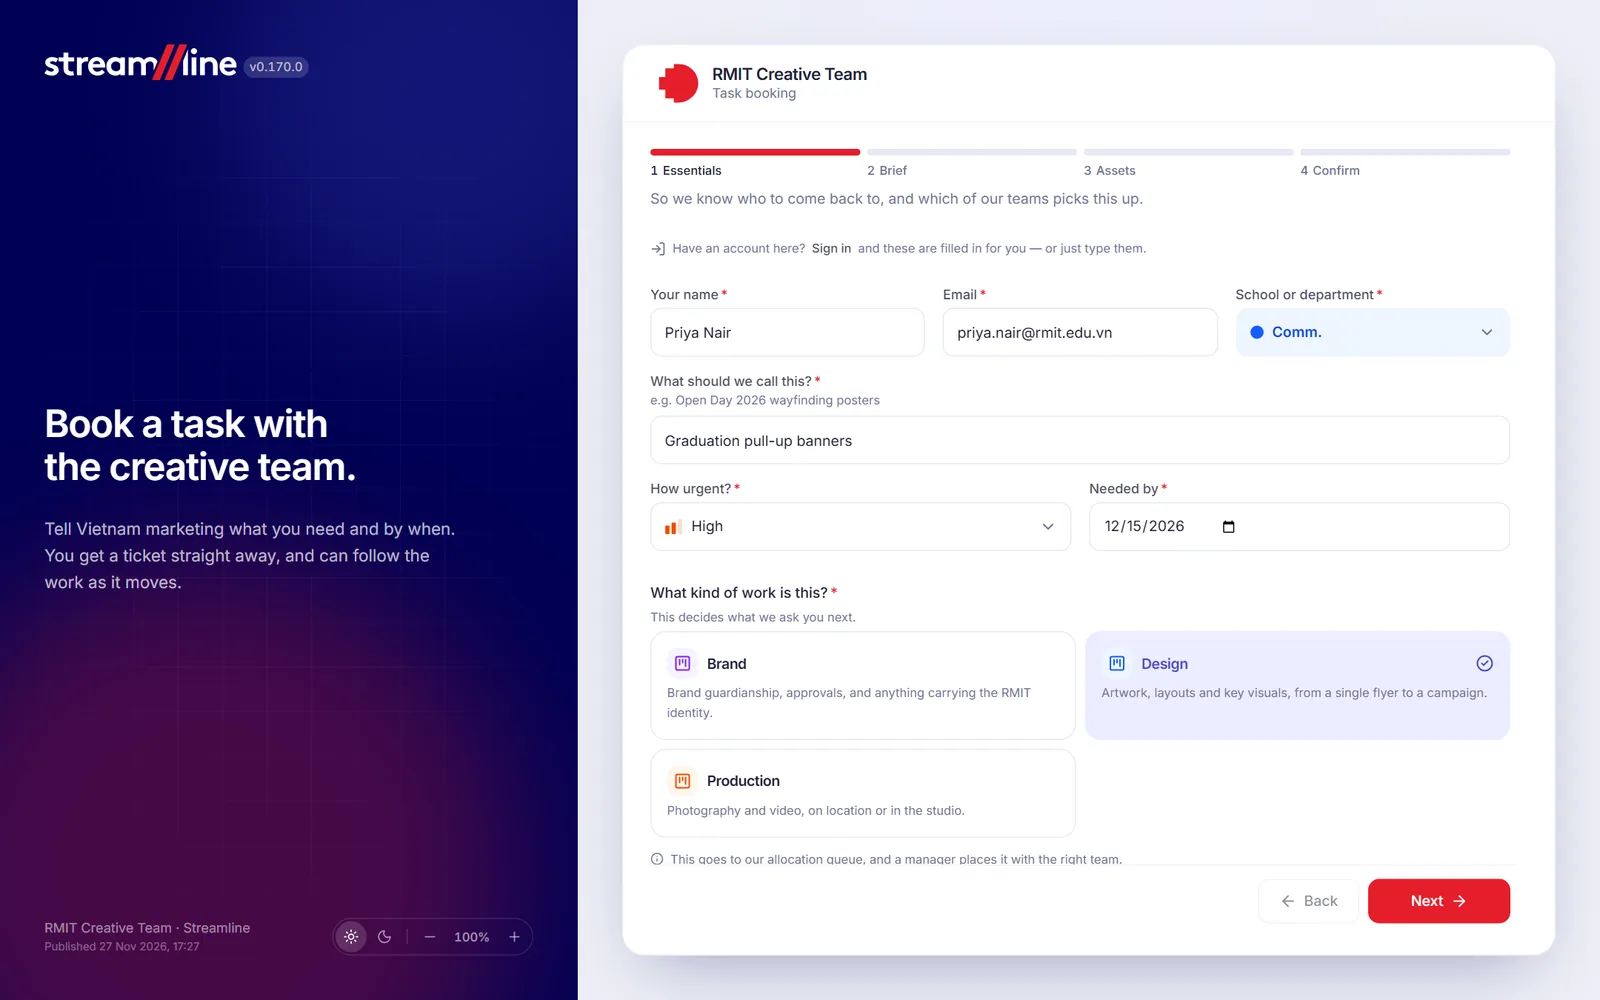 stream//line v0.170.0
Book a task with
the creative team.
Tell Vietnam marketing what you need and by when.
You get a ticket straight away, and can follow the
work as it moves.
RMIT Creative Team · Streamline
Published 27 Nov 2026, 17:27
100%
RMIT Creative Team
Task booking
1 Essentials
2 Brief
3 Assets
4 Confirm
So we know who to come back to, and which of our teams picks this up.
Have an account here? Sign in and these are filled in for you — or just type them.
Your name *
Email *
School or department *
Priya Nair
priya.nair@rmit.edu.vn
Comm.
What should we call this? *
e.g. Open Day 2026 wayfinding posters
Graduation pull-up banners
How urgent? *
Needed by *
High
12/15/2026
What kind of work is this? *
This decides what we ask you next.
Brand
Brand guardianship, approvals, and anything carrying the RMIT
identity.
Design
Artwork, layouts and key visuals, from a single flyer to a campaign.
Production
Photography and video, on location or in the studio.
This goes to our allocation queue, and a manager places it with the right team.
Back
Next